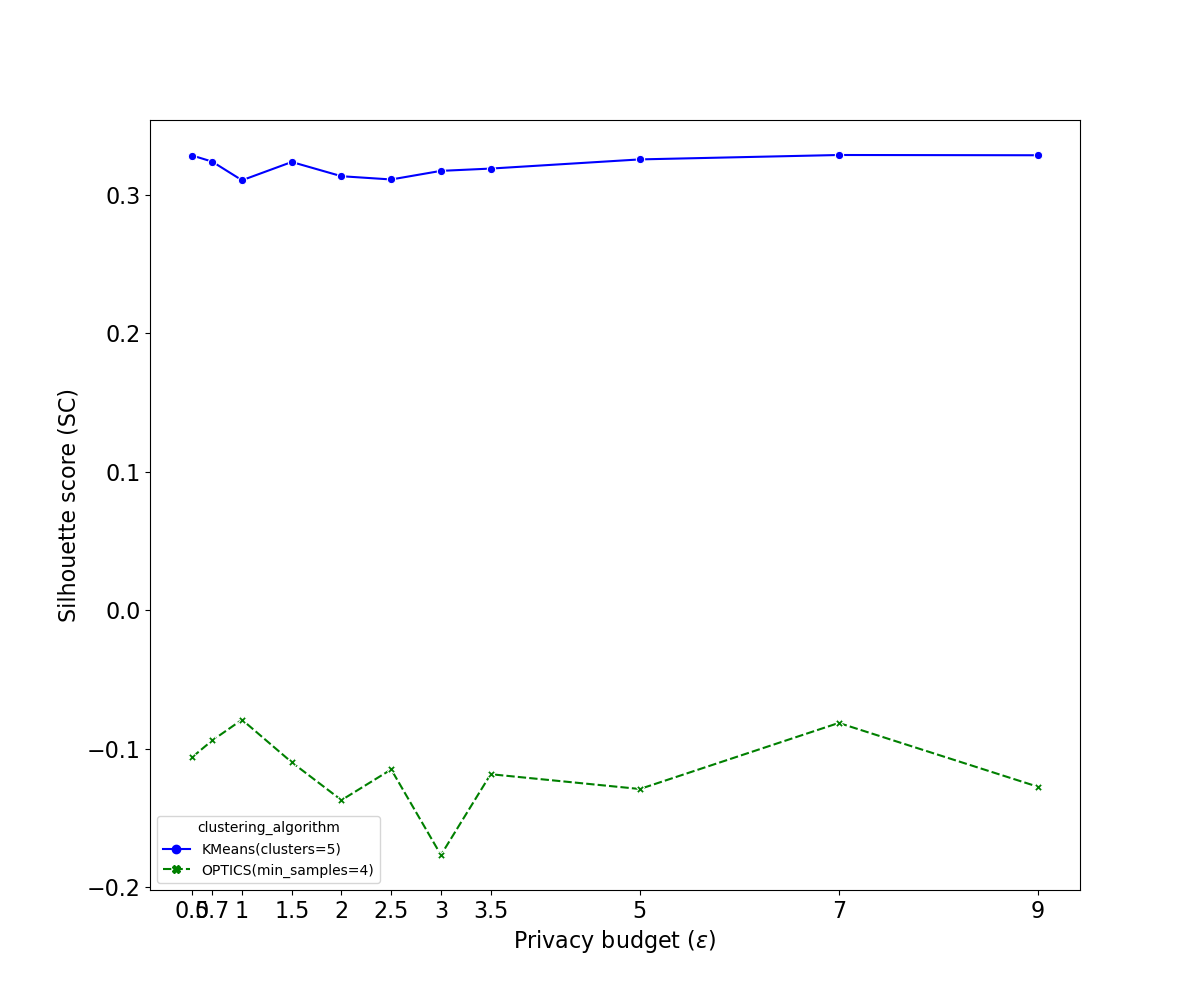 0.3
0.2
0.1
0.0
−0.1
−0.2
Silhouette score (SC)
clustering_algorithm
KMeans(clusters=5)
OPTICS(min_samples=4)
0.5 0.7 1 1.5 2 2.5 3 3.5 5 7 9
Privacy budget (ε)